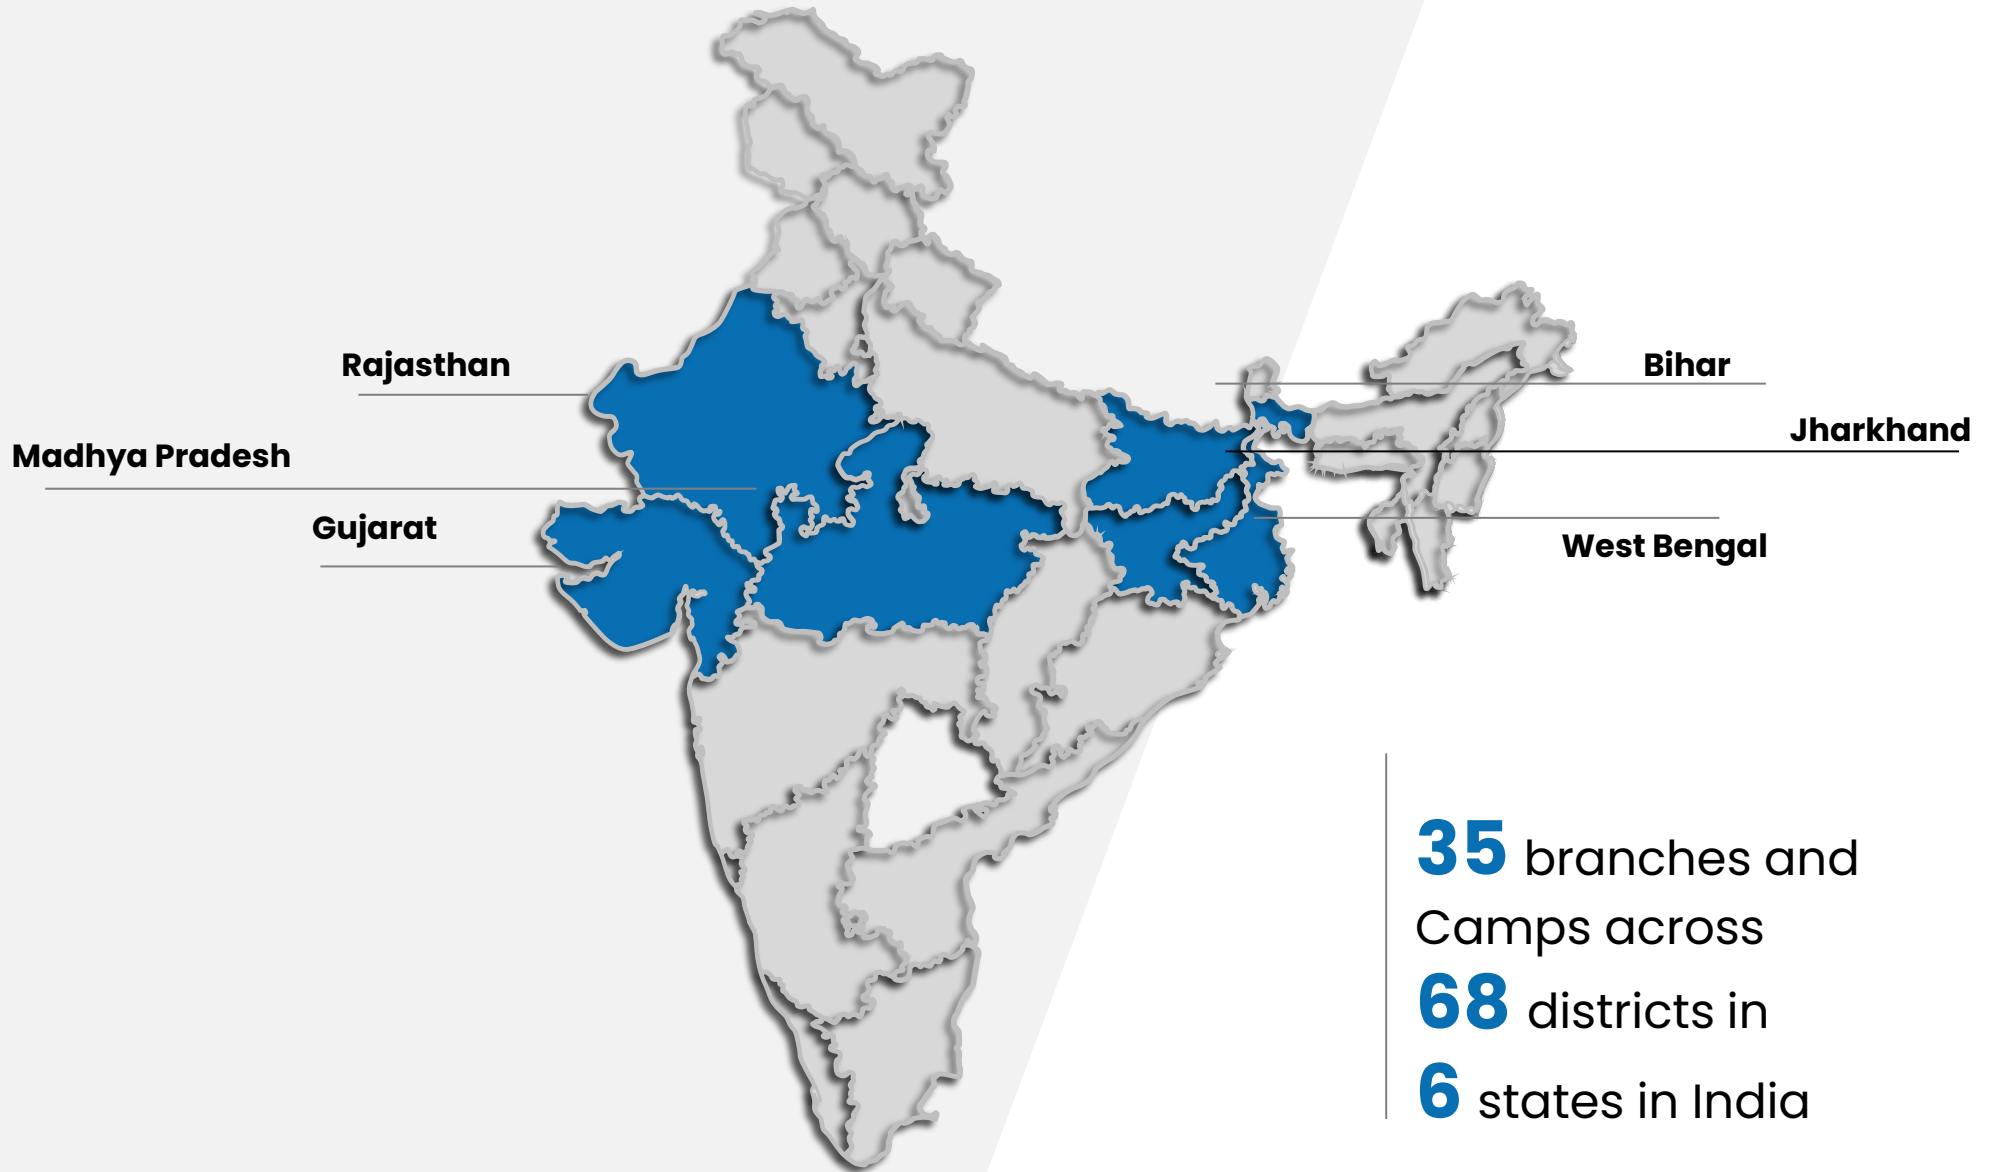 Rajasthan
Madhya Pradesh
Gujarat
Bihar
Jharkhand
West Bengal
35 branches and
Camps across
68 districts in
6 states in India